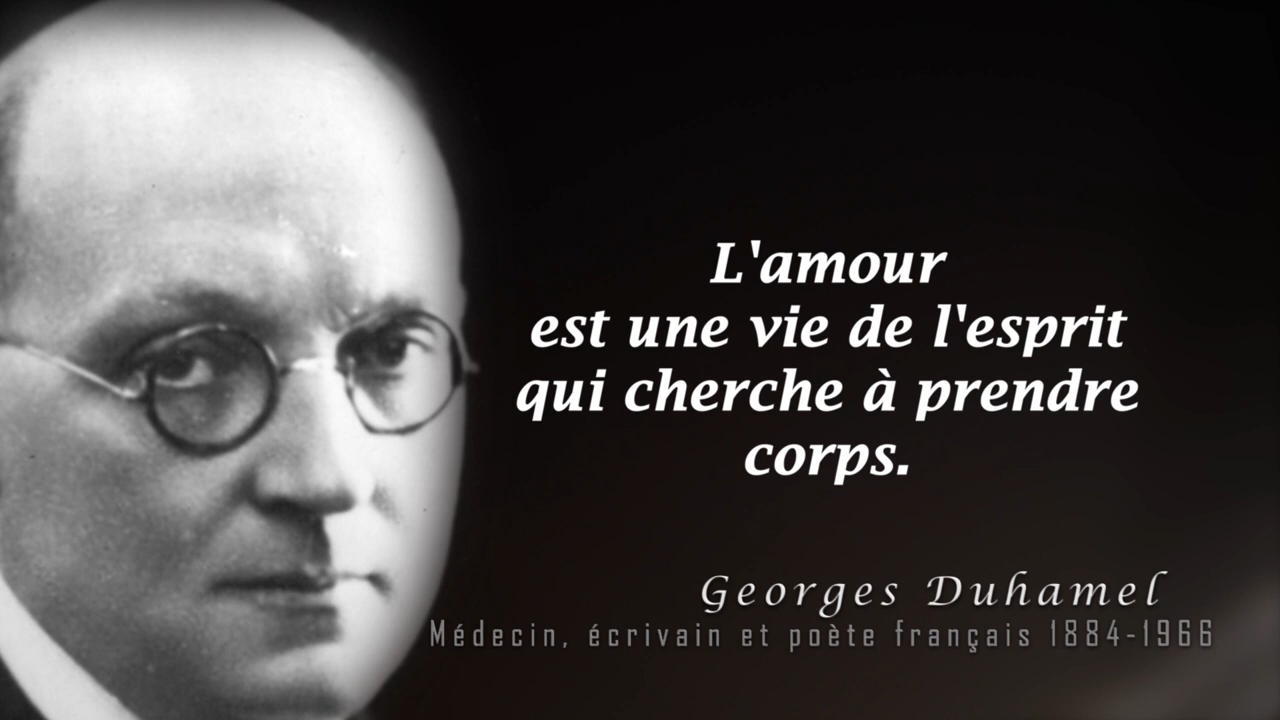 L'amour
est une vie de l'esprit
qui cherche à prendre
corps.
Georges Duhamel
Médecin, écrivain et poète français 1884-1966